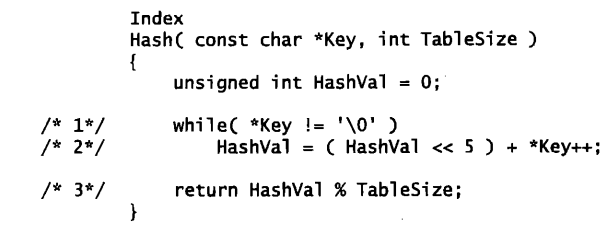 Index
Hash( const char *Key, int TableSize )
{
unsigned int HashVal = 0;
/* 1*/ while( *Key != '\0' )
/* 2*/ HashVal = ( HashVal << 5 ) + *Key++;
/* 3*/ return HashVal % TableSize;
}